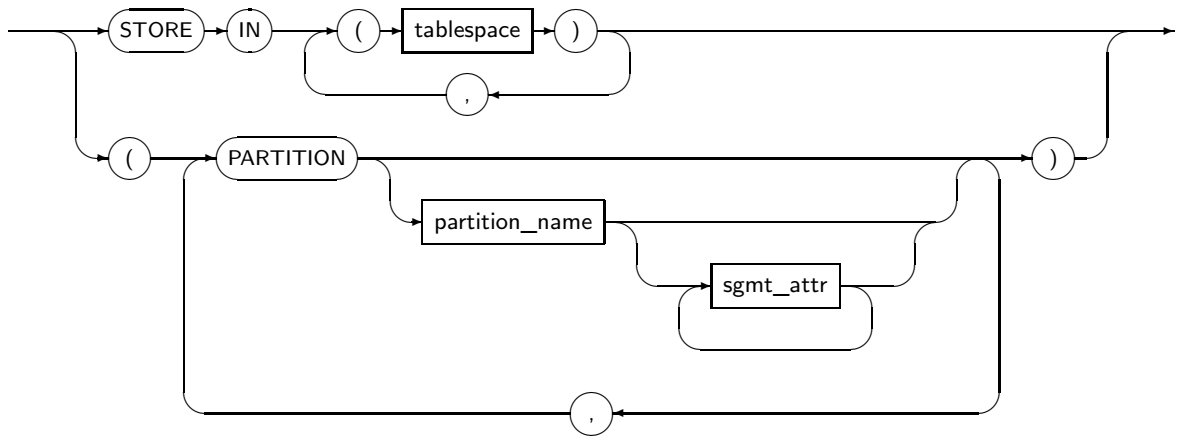 STORE IN ( tablespace )
,
( PARTITION )
partition_name
sgmt_attr
,